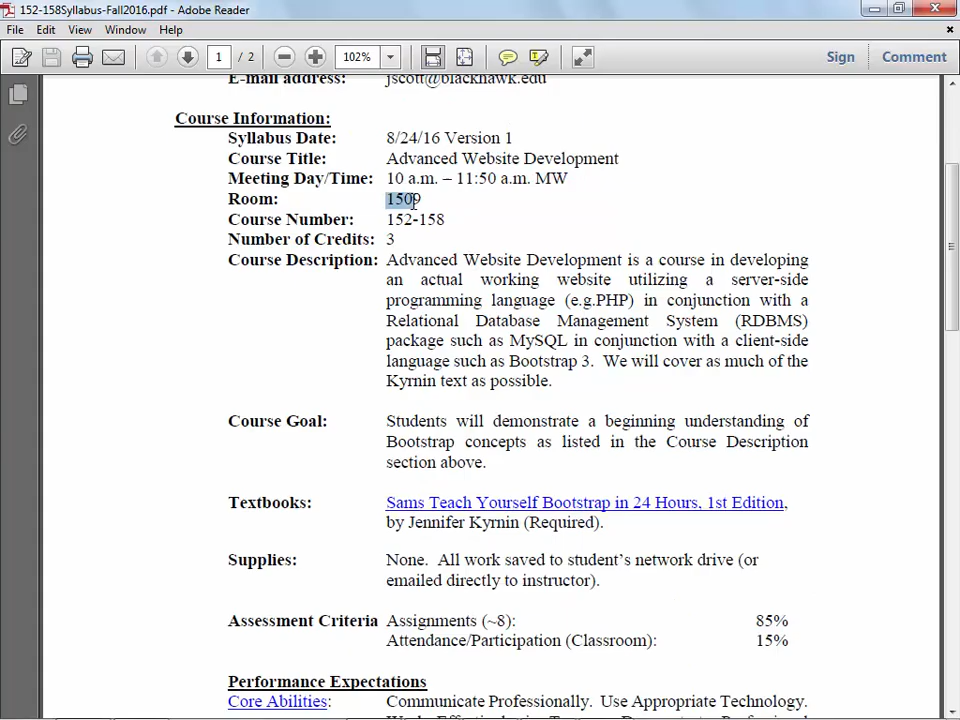 152-158Syllabus-Fall2016.pdf - Adobe Reader
File Edit View Window Help
1 / 2 102% Sign Comment
E-mail address: jscott@blackhawk.edu
Course Information:
Syllabus Date: 8/24/16 Version 1
Course Title: Advanced Website Development
Meeting Day/Time: 10 a.m. – 11:50 a.m. MW
Room: 1509
Course Number: 152-158
Number of Credits: 3
Course Description: Advanced Website Development is a course in developing
an actual working website utilizing a server-side
programming language (e.g.PHP) in conjunction with a
Relational Database Management System (RDBMS)
package such as MySQL in conjunction with a client-side
language such as Bootstrap 3. We will cover as much of the
Kyrnin text as possible.
Course Goal: Students will demonstrate a beginning understanding of
Bootstrap concepts as listed in the Course Description
section above.
Textbooks: Sams Teach Yourself Bootstrap in 24 Hours, 1st Edition,
by Jennifer Kyrnin (Required).
Supplies: None. All work saved to student's network drive (or
emailed directly to instructor).
Assessment Criteria Assignments (~8): 85%
Attendance/Participation (Classroom): 15%
Performance Expectations
Core Abilities: Communicate Professionally. Use Appropriate Technology.